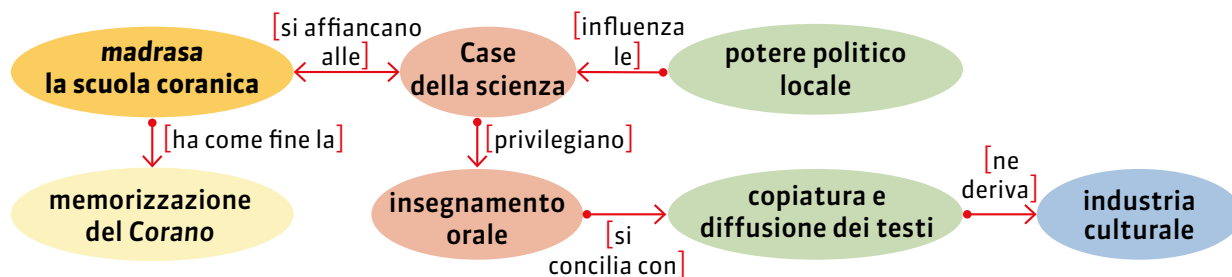 madrasa
la scuola coranica
[si affiancano
alle]
Case
della scienza
[influenza
le]
potere politico
locale
[ha come fine la]
[privilegiano]
memorizzazione
del Corano
insegnamento
orale
[si
concilia con]
copiatura e
diffusione dei testi
[ne
deriva]
industria
culturale